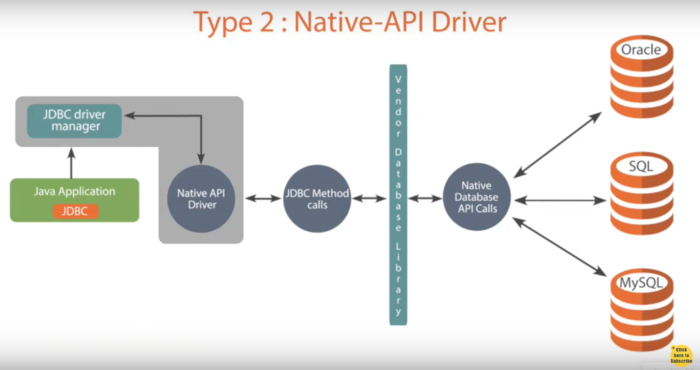 Type 2 : Native-API Driver
JDBC driver
manager
Java Application
JDBC
Native API
Driver
JDBC Method
calls
Vendor Database Library
Native
Database
API Calls
Oracle
SQL
MySQL
Click
here to
Subscribe